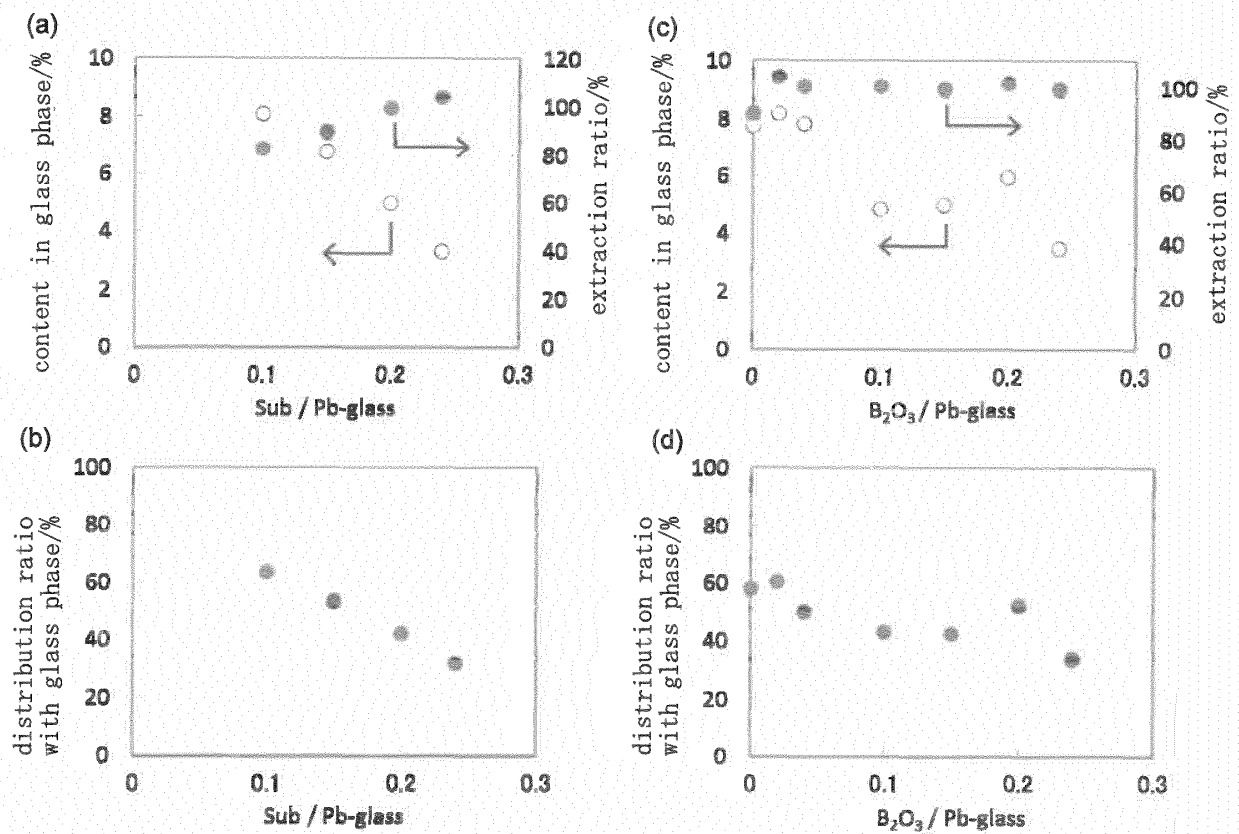 (a)
content in glass phase/%
10
8
6
4
2
0
120
100
80
60
40
20
0
extraction ratio/%
0 0.1 0.2 0.3
Sub / Pb-glass
(c)
content in glass phase/%
10
8
6
4
2
0
100
80
60
40
20
0
extraction ratio/%
0 0.1 0.2 0.3
B₂O₃ / Pb-glass
(b)
distribution ratio
with glass phase/%
100
80
60
40
20
0
0 0.1 0.2 0.3
Sub / Pb-glass
(d)
distribution ratio
with glass phase/%
100
80
60
40
20
0
0 0.1 0.2 0.3
B₂O₃ / Pb-glass